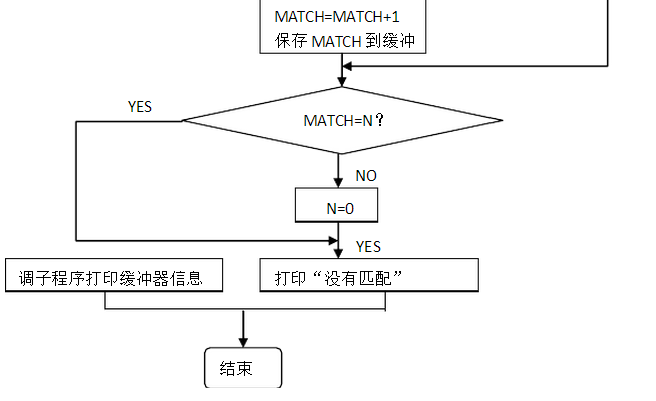 MATCH=MATCH+1
保存 MATCH 到缓冲
YES
MATCH=N？
NO
N=0
YES
调子程序打印缓冲器信息
打印“没有匹配”
结束